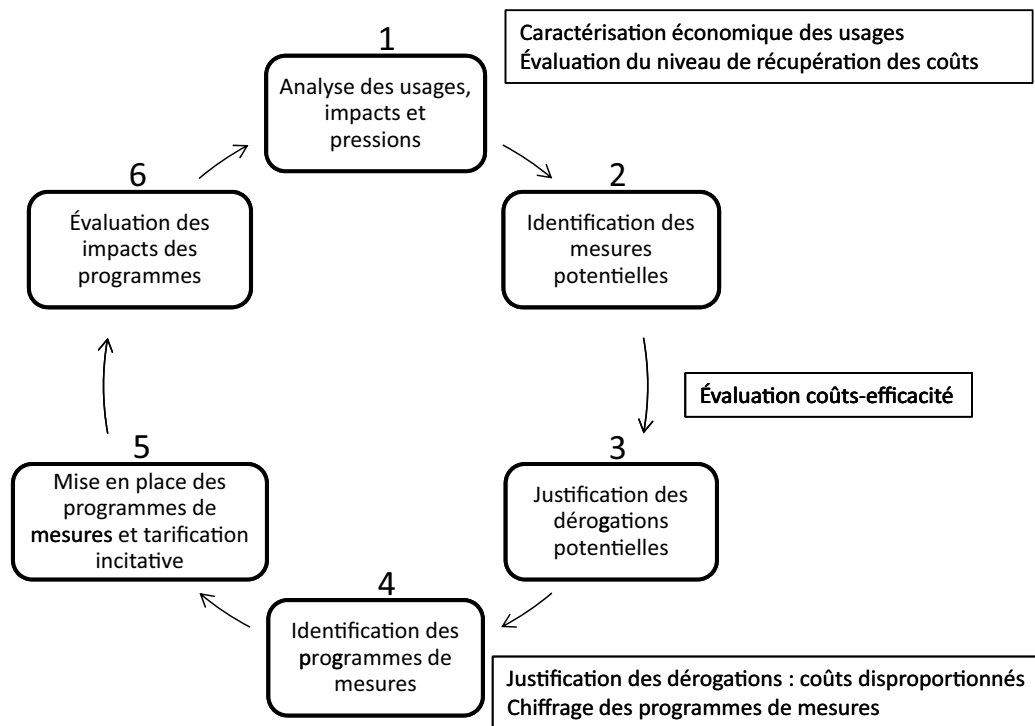 1
Analyse des usages,
impacts et
pressions
Caractérisation économique des usages
Évaluation du niveau de récupération des coûts
2
Identification des
mesures
potentielles
Évaluation coûts-efficacité
3
Justification des
dérogations
potentielles
4
Identification des
programmes de
mesures
Justification des dérogations : coûts disproportionnés
Chiffrage des programmes de mesures
5
Mise en place des
programmes de
mesures et tarification
incitative
6
Évaluation des
impacts des
programmes